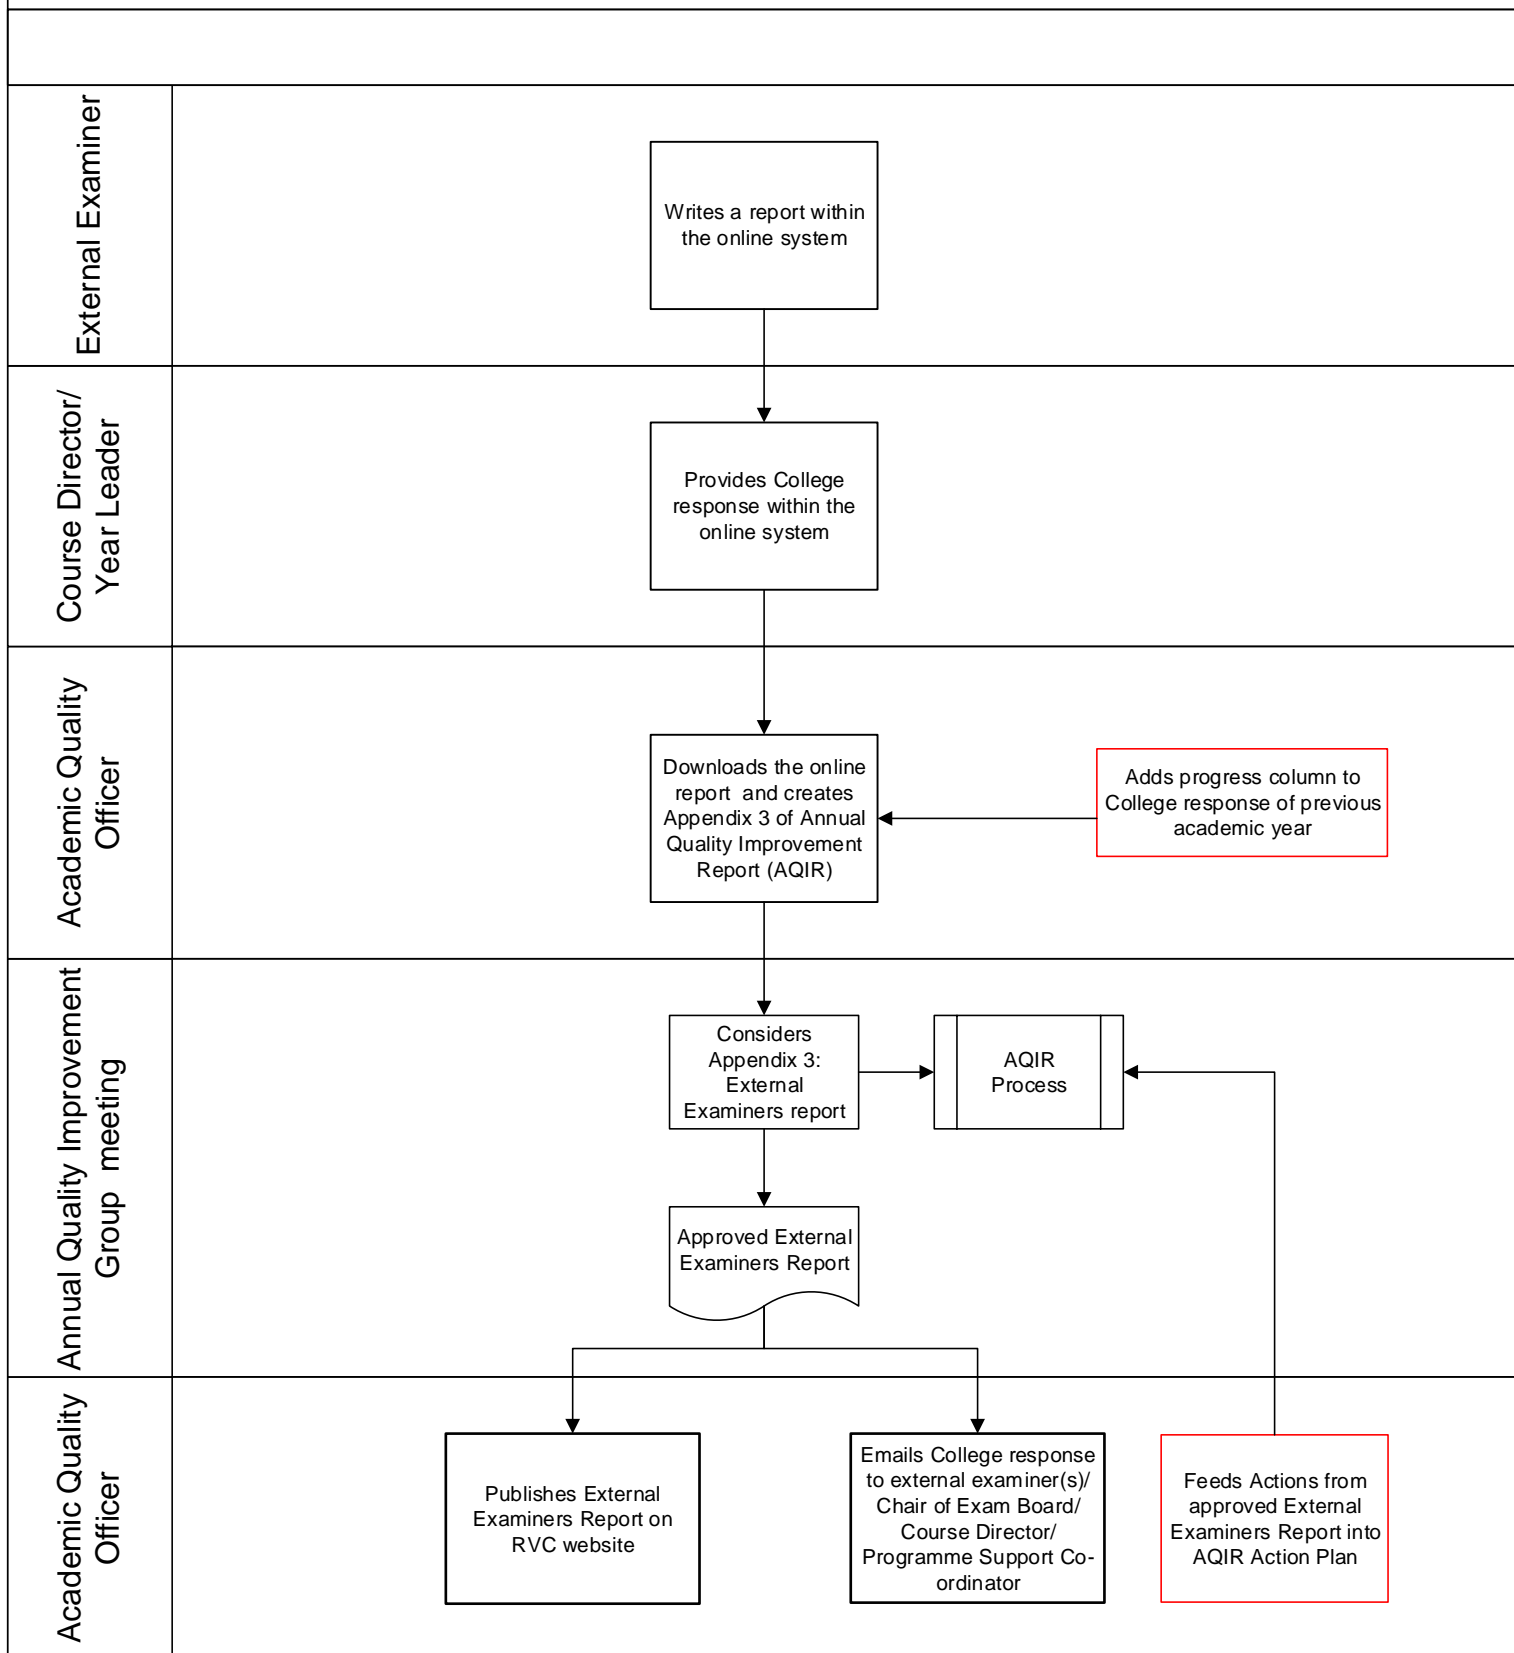 External Examiner
Writes a report within
the online system
Course Director/
Year Leader
Provides College
response within the
online system
Academic Quality
Officer
Downloads the online
report and creates
Appendix 3 of Annual
Quality Improvement
Report (AQIR)
Adds progress column to
College response of previous
academic year
Annual Quality Improvement
Group meeting
Considers
Appendix 3:
External
Examiners report
AQIR
Process
Approved External
Examiners Report
Academic Quality
Officer
Publishes External
Examiners Report on
RVC website
Emails College response
to external examiner(s)/
Chair of Exam Board/
Course Director/
Programme Support Co-
ordinator
Feeds Actions from
approved External
Examiners Report into
AQIR Action Plan